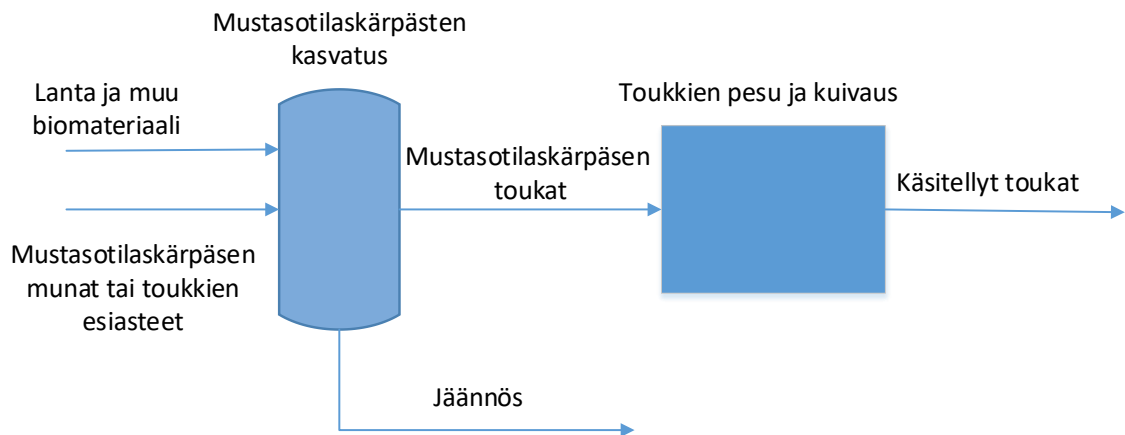 Mustasotilaskärpästen
kasvatus
Lanta ja muu
biomateriaali
Toukkien pesu ja kuivaus
Mustasotilaskärpäsen
toukat
Käsitellyt toukat
Mustasotilaskärpäsen
munat tai toukkien
esiasteet
Jäännös